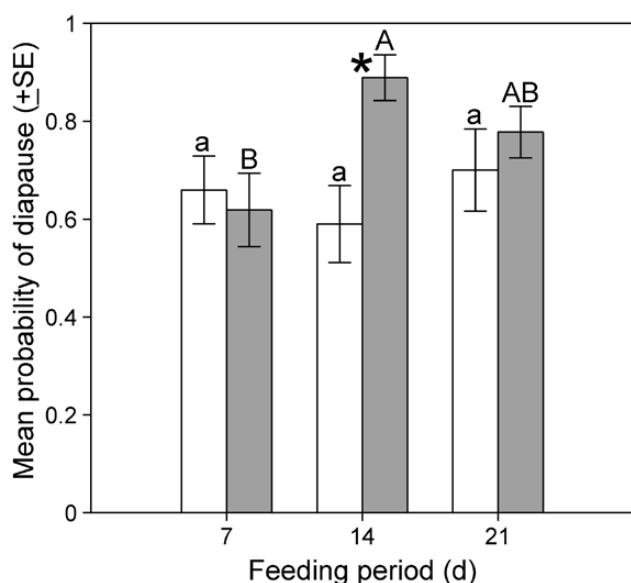 Mean probability of diapause (+SE)
1
0.8
0.6
0.4
0.2
0
a
B
a
*
A
a
AB
7
14
21
Feeding period (d)